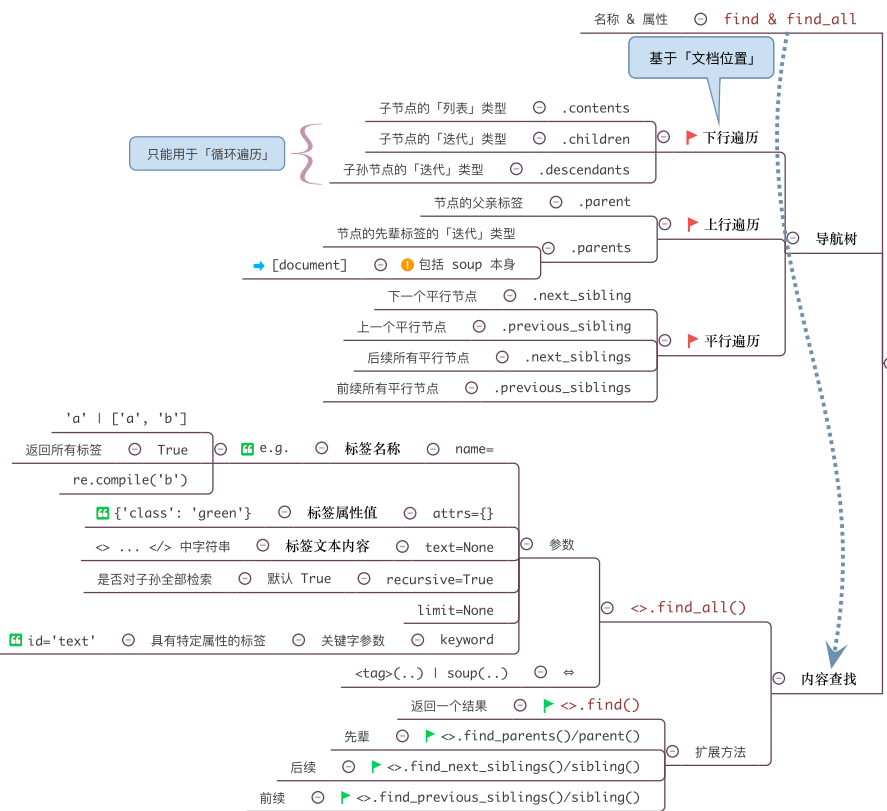 名称 & 属性 find & find_all
基于「文档位置」
子节点的「列表」类型 .contents
子节点的「迭代」类型 .children
下行遍历
只能用于「循环遍历」
子孙节点的「迭代」类型 .descendants
节点的父亲标签 .parent
上行遍历
节点的先辈标签的「迭代」类型
.parents
导航树
[document] 包括 soup 本身
下一个平行节点 .next_sibling
上一个平行节点 .previous_sibling
平行遍历
后续所有平行节点 .next_siblings
前续所有平行节点 .previous_siblings
'a' | ['a', 'b']
返回所有标签 True e.g. 标签名称 name=
re.compile('b')
{'class': 'green'} 标签属性值 attrs={}
<> ... </> 中字符串 标签文本内容 text=None
参数
是否对子孙全部检索 默认 True recursive=True
limit=None
<>.find_all()
id='text' 具有特定属性的标签 关键字参数 keyword
<tag>(..) | soup(..) ⇔
内容查找
返回一个结果 <>.find()
先辈 <>.find_parents()/parent()
扩展方法
后续 <>.find_next_siblings()/sibling()
前续 <>.find_previous_siblings()/sibling()